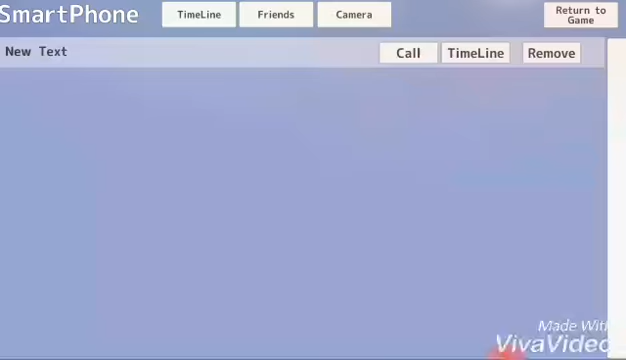 SmartPhone
TimeLine
Friends
Camera
Return to
Game
New Text
Call
TimeLine
Remove
Made With
VivaVideo